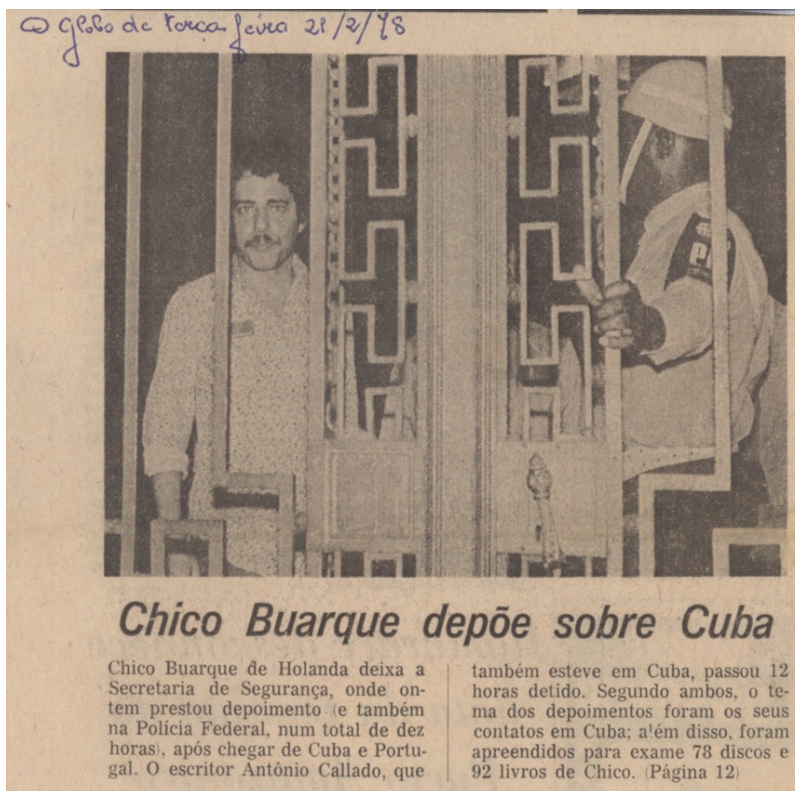 O Globo de terça feira 21/2/78
PM
Chico Buarque depõe sobre Cuba
Chico Buarque de Holanda deixa a
Secretaria de Segurança, onde on-
tem prestou depoimento (e também
na Polícia Federal, num total de dez
horas), após chegar de Cuba e Portu-
gal. O escritor Antônio Callado, que
também esteve em Cuba, passou 12
horas detido. Segundo ambos, o te-
ma dos depoimentos foram os seus
contatos em Cuba; a'ém disso, foram
apreendidos para exame 78 discos e
92 livros de Chico. (Página 12)